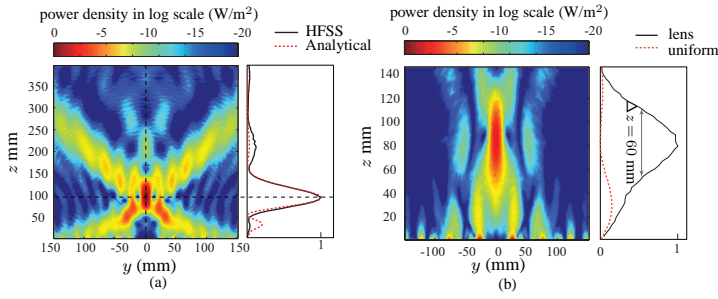 power density in log scale (W/m²)
0 -5 -10 -15 -20
HFSS
Analytical
z mm
350
300
250
200
150
100
50
150 100 50 0 50 100 150
y (mm)
1
(a)
power density in log scale (W/m²)
0 -5 -10 -15 -20
lens
uniform
z mm
140
120
100
80
60
40
20
0
-100 -50 0 50 100
y (mm)
△z = 60 mm
0 1
(b)